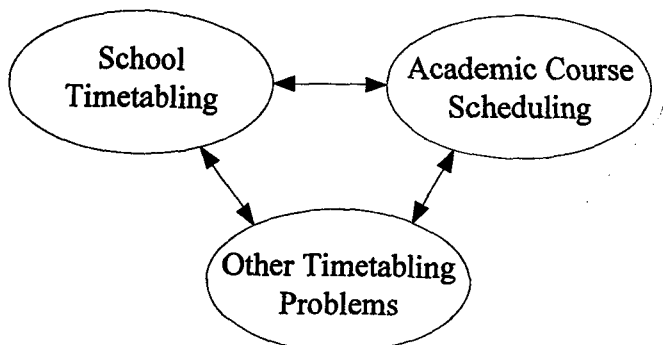 School
Timetabling
Academic Course
Scheduling
Other Timetabling
Problems